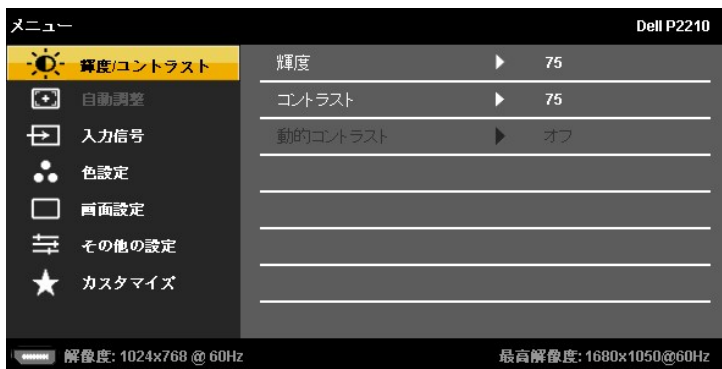 メニュー
Dell P2210
輝度/コントラスト
輝度 75
自動調整
コントラスト 75
入力信号
動的コントラスト オフ
色設定
画面設定
その他の設定
カスタマイズ
解像度: 1024x768 @ 60Hz
最高解像度: 1680x1050@60Hz